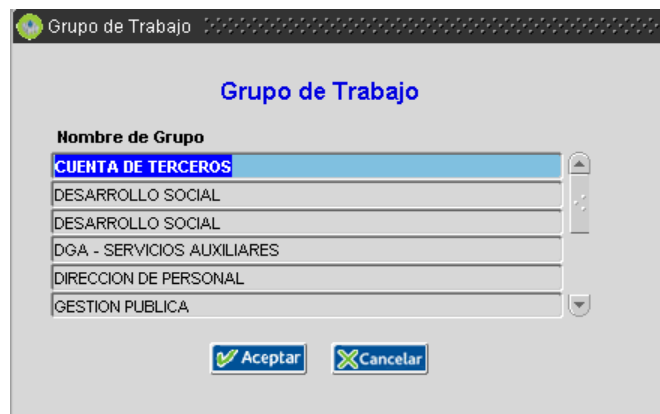 Grupo de Trabajo
Grupo de Trabajo
Nombre de Grupo
CUENTA DE TERCEROS
DESARROLLO SOCIAL
DESARROLLO SOCIAL
DGA - SERVICIOS AUXILIARES
DIRECCION DE PERSONAL
GESTION PUBLICA
Aceptar Cancelar